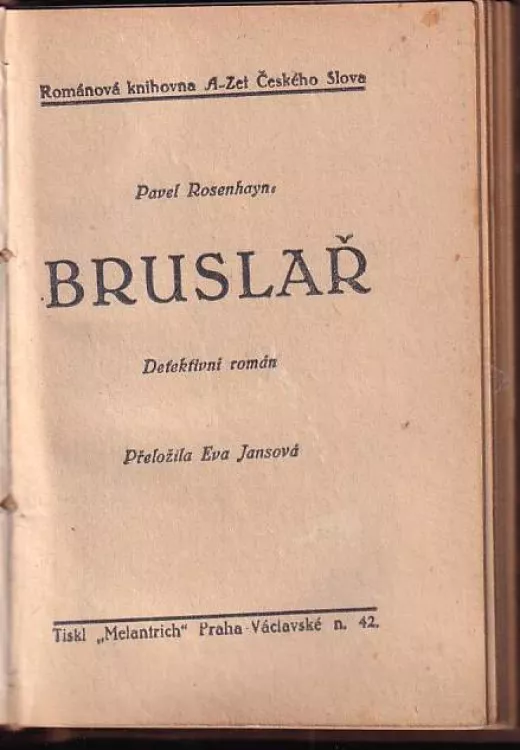 Románová knihovna A-Zet Českého Slova
Pavel Rosenhayn:
BRUSLAŘ
Detektivní román
Přeložila Eva Jansová
Tiskl „Melantrich" Praha-Václavské n. 42.